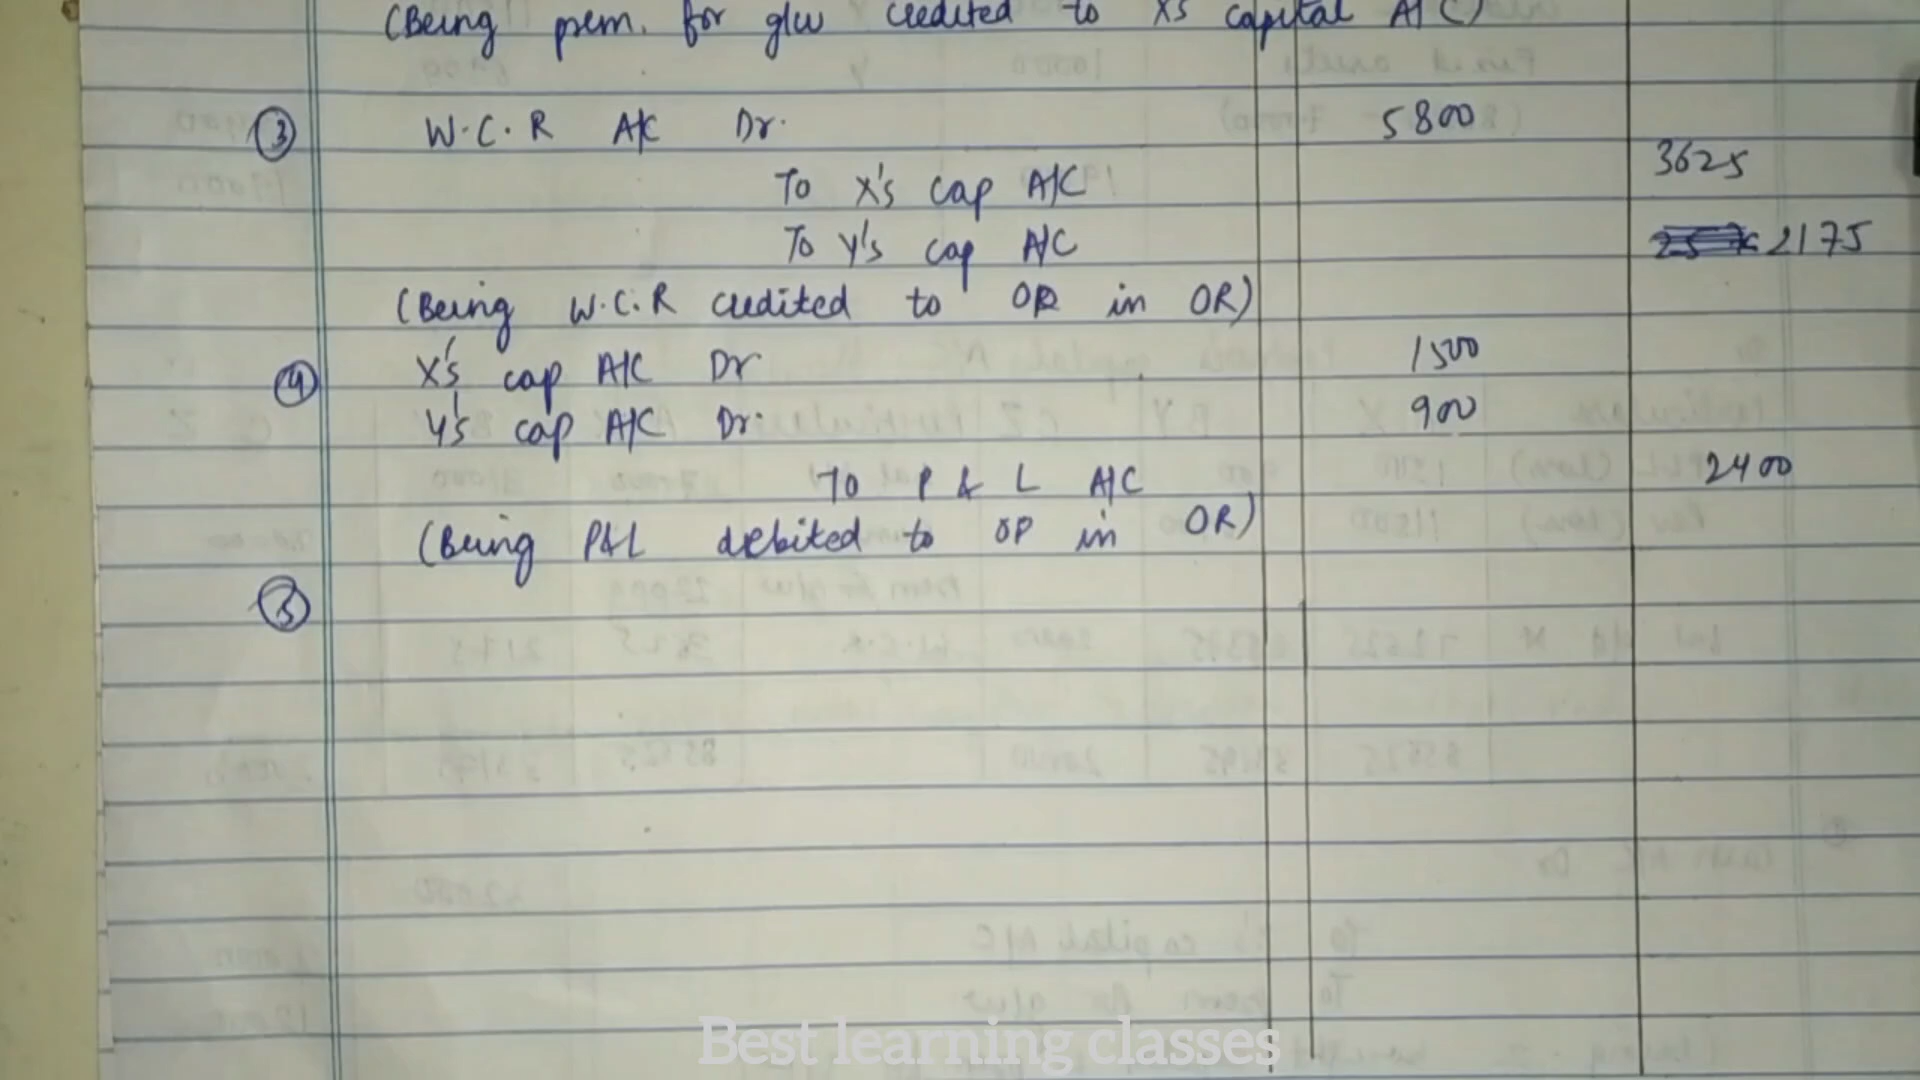 (Being prem. for glw credited to X's capital A/C)
③ W.C.R A/C Dr. 5800
To X's cap A/C 3625
To Y's cap A/C 2175
(Being W.C.R credited to OP in OR)
④ X's cap A/C Dr 1500
Y's cap A/C Dr. 900
To P & L A/C 2400
(Being P&L debited to OP in OR)
⑤
Best learning classes